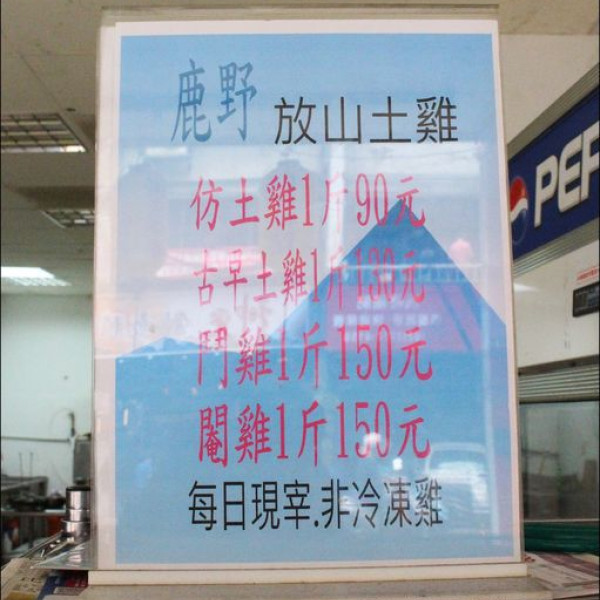 鹿野 放山土雞
仿土雞1斤90元
古早土雞1斤130元
鬥雞1斤150元
閹雞1斤150元
每日現宰.非冷凍雞
PEP